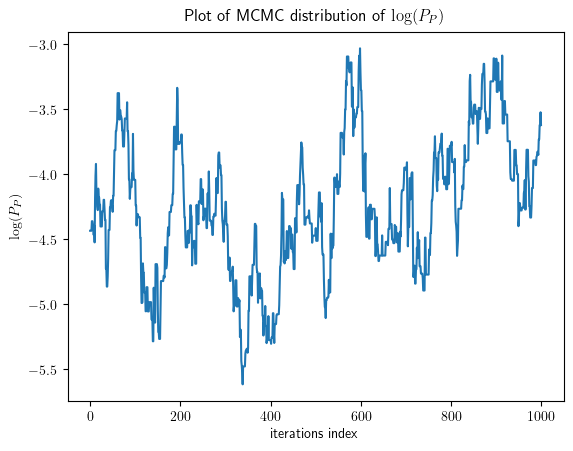 Plot of MCMC distribution of log(P_P)
log(P_P)
−3.0
−3.5
−4.0
−4.5
−5.0
−5.5
0 200 400 600 800 1000
iterations index